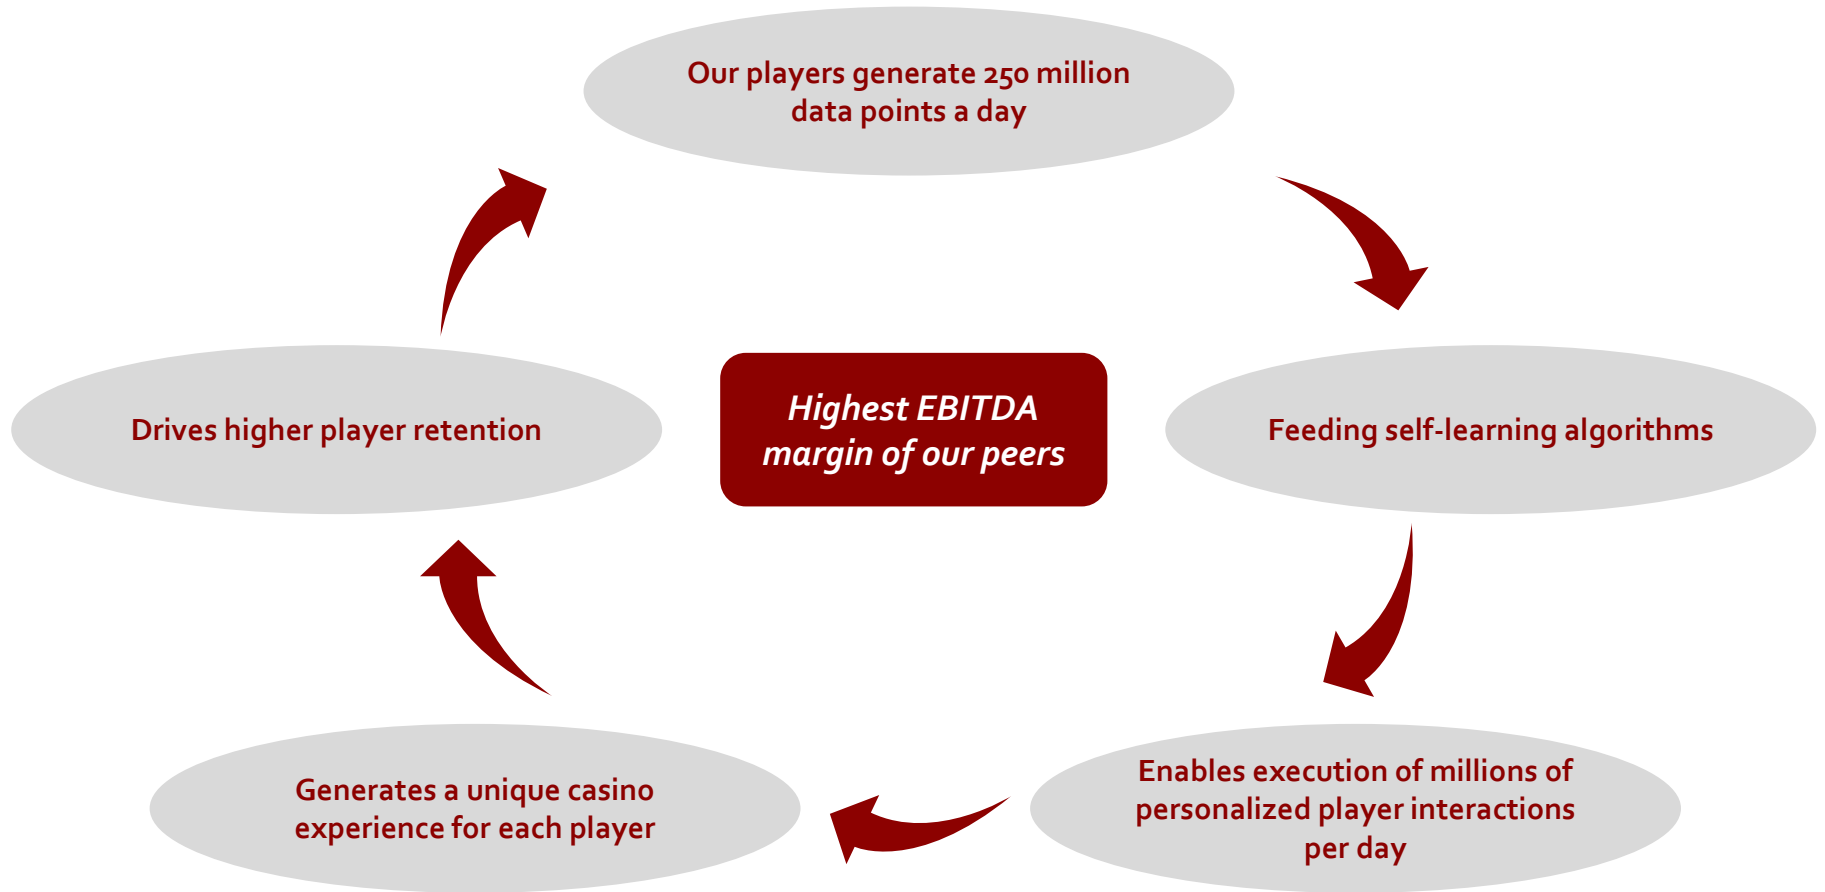 Our players generate 250 million
data points a day
Drives higher player retention
Highest EBITDA
margin of our peers
Feeding self-learning algorithms
Generates a unique casino
experience for each player
Enables execution of millions of
personalized player interactions
per day